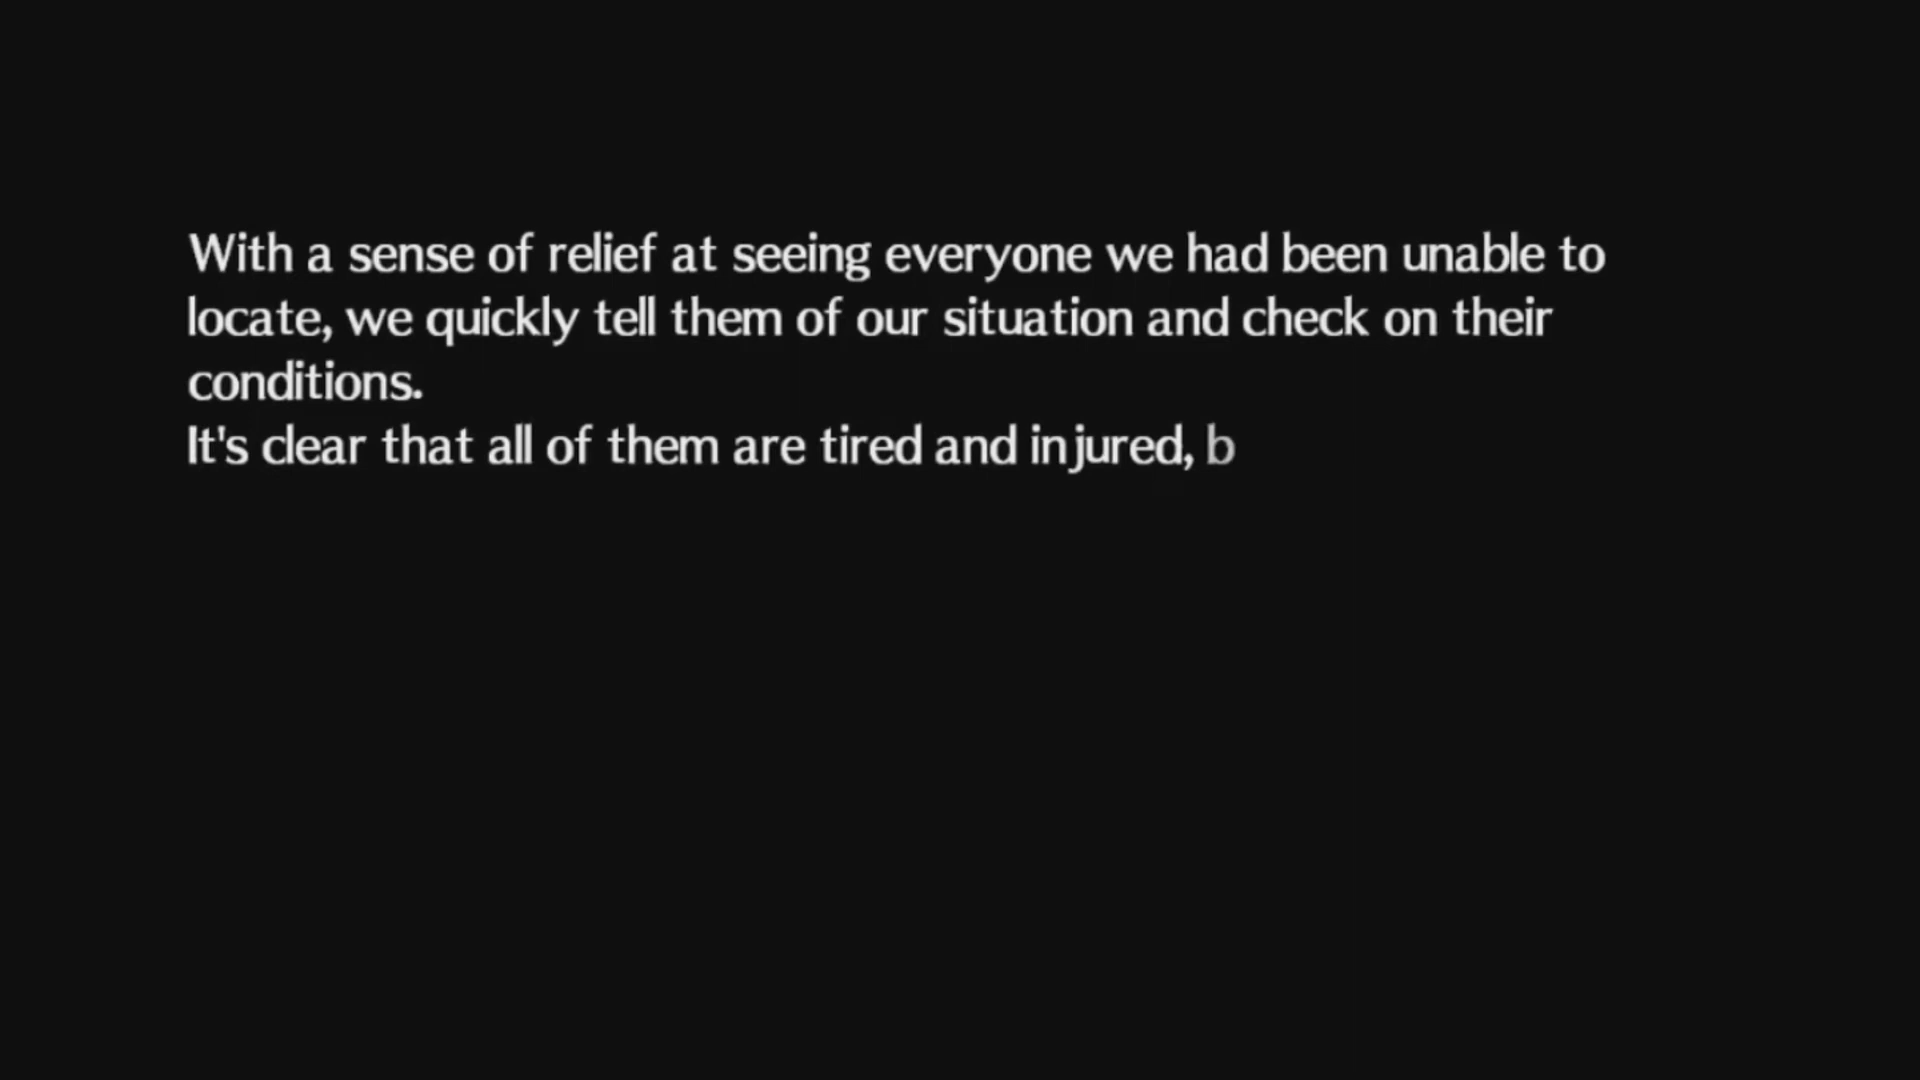 With a sense of relief at seeing everyone we had been unable to
locate, we quickly tell them of our situation and check on their
conditions.
It's clear that all of them are tired and injured, b